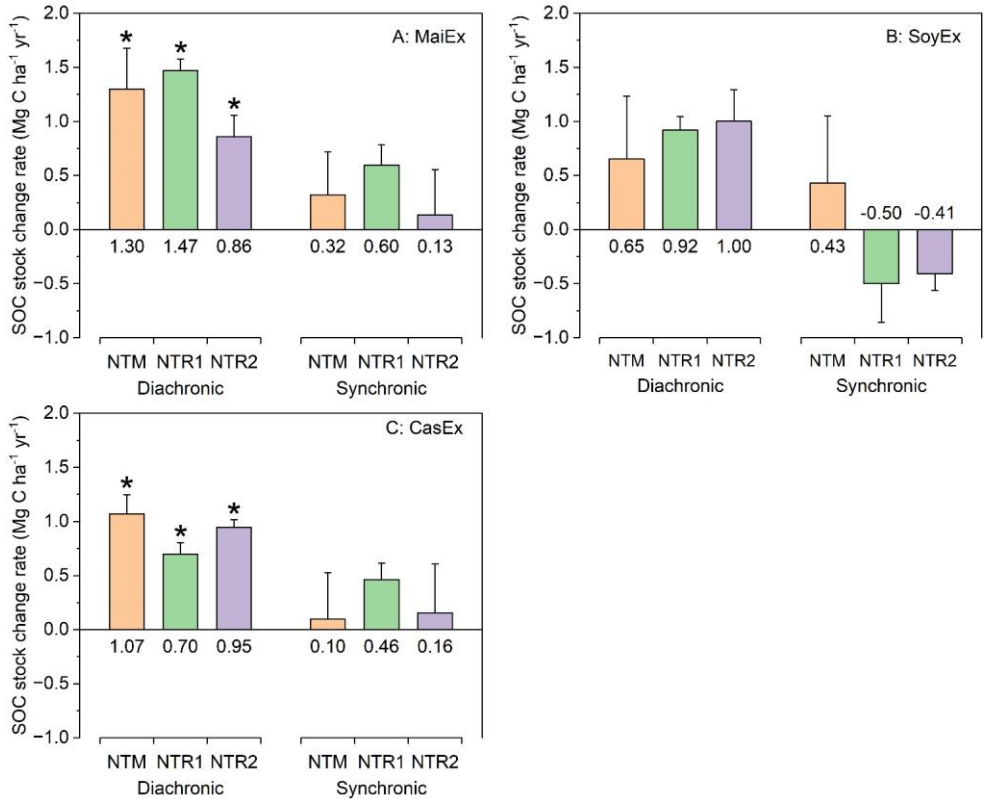 A: MaiEx
SOC stock change rate (Mg C ha⁻¹ yr⁻¹)
2.0
1.5
1.0
0.5
0.0
−0.5
−1.0
* * *
1.30 1.47 0.86 0.32 0.60 0.13
NTM NTR1 NTR2 NTM NTR1 NTR2
Diachronic Synchronic
B: SoyEx
SOC stock change rate (Mg C ha⁻¹ yr⁻¹)
2.0
1.5
1.0
0.5
0.0
−0.5
−1.0
-0.50 -0.41
0.65 0.92 1.00 0.43
NTM NTR1 NTR2 NTM NTR1 NTR2
Diachronic Synchronic
C: CasEx
SOC stock change rate (Mg C ha⁻¹ yr⁻¹)
2.0
1.5
1.0
0.5
0.0
−0.5
−1.0
* * *
1.07 0.70 0.95 0.10 0.46 0.16
NTM NTR1 NTR2 NTM NTR1 NTR2
Diachronic Synchronic